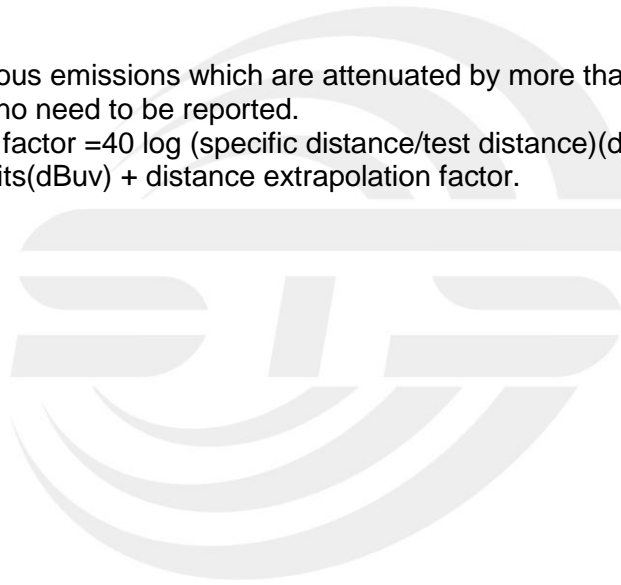 ous emissions which are attenuated by more tha
no need to be reported.
factor =40 log (specific distance/test distance)(d
its(dBuv) + distance extrapolation factor.
STS